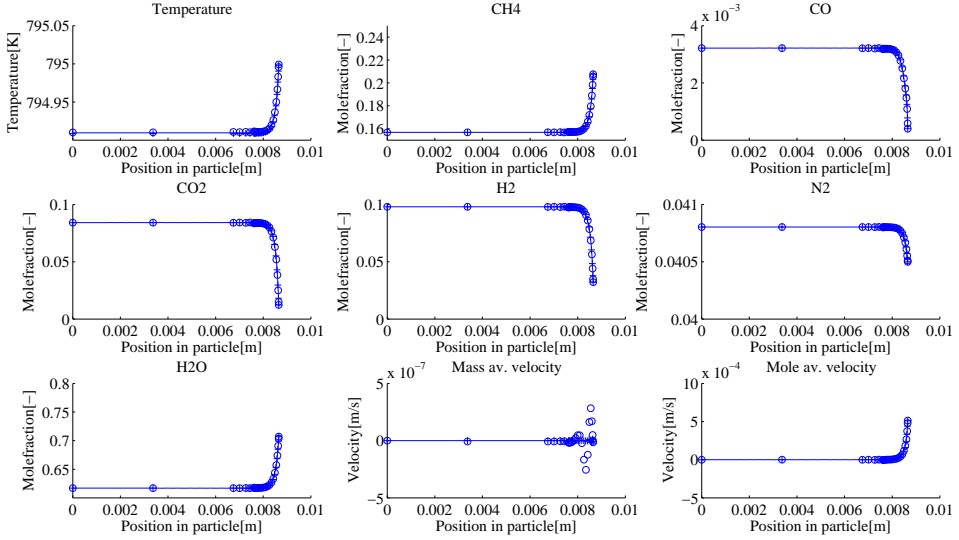 Temperature
CH4
CO
795.05
795
794.95
Temperature[K]
0 0.002 0.004 0.006 0.008 0.01
Position in particle[m]
0.24
0.22
0.2
0.18
0.16
Molefraction[−]
0 0.002 0.004 0.006 0.008 0.01
Position in particle[m]
x 10⁻³
4
2
0
Molefraction[−]
0 0.002 0.004 0.006 0.008 0.01
Position in particle[m]
CO2
H2
N2
0.1
0.05
0
Molefraction[−]
0 0.002 0.004 0.006 0.008 0.01
Position in particle[m]
0.1
0.05
0
Molefraction[−]
0 0.002 0.004 0.006 0.008 0.01
Position in particle[m]
0.041
0.0405
0.04
Molefraction[−]
0 0.002 0.004 0.006 0.008 0.01
Position in particle[m]
H2O
Mass av. velocity
Mole av. velocity
0.8
0.75
0.7
0.65
Molefraction[−]
0 0.002 0.004 0.006 0.008 0.01
Position in particle[m]
x 10⁻⁷
5
0
−5
Velocity[m/s]
0 0.002 0.004 0.006 0.008 0.01
Position in particle[m]
x 10⁻⁴
10
5
0
−5
Velocity[m/s]
0 0.002 0.004 0.006 0.008 0.01
Position in particle[m]